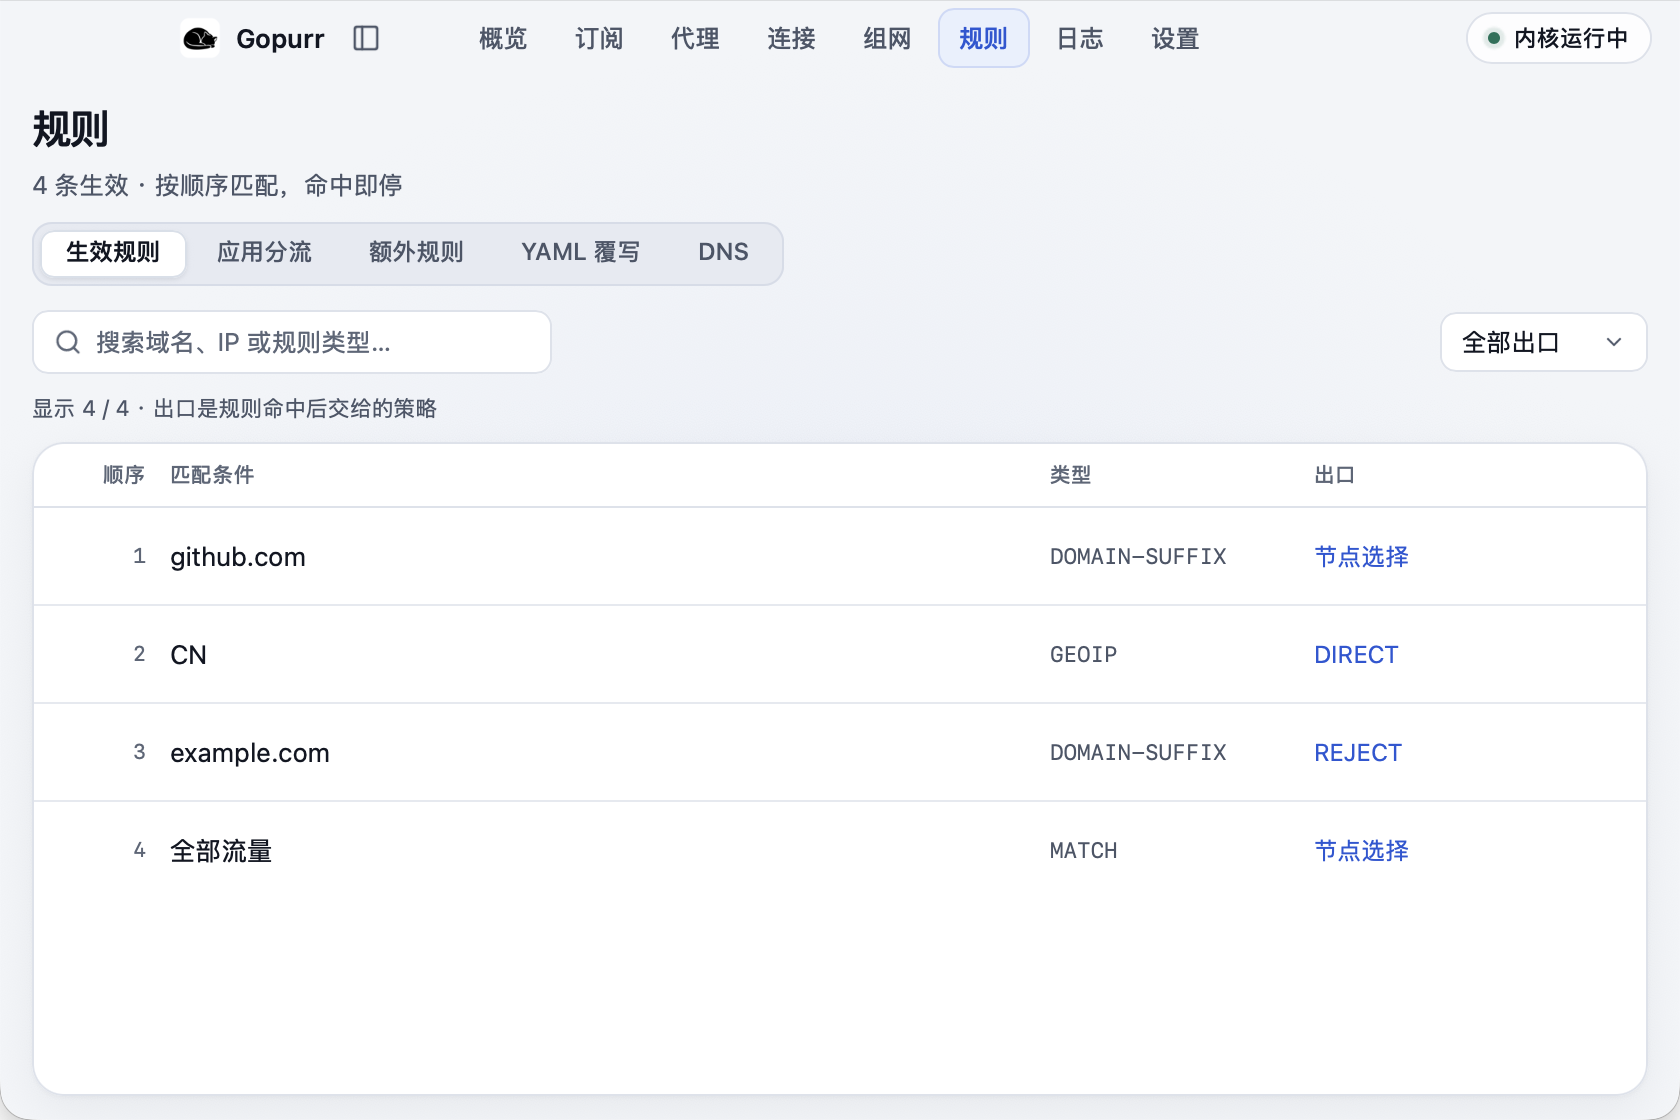 Gopurr 概览 订阅 代理 连接 组网 规则 日志 设置 内核运行中
规则
4 条生效 · 按顺序匹配，命中即停
生效规则 应用分流 额外规则 YAML 覆写 DNS
搜索域名、IP 或规则类型... 全部出口
显示 4 / 4 · 出口是规则命中后交给的策略
顺序 匹配条件 类型 出口
1 github.com DOMAIN-SUFFIX 节点选择
2 CN GEOIP DIRECT
3 example.com DOMAIN-SUFFIX REJECT
4 全部流量 MATCH 节点选择